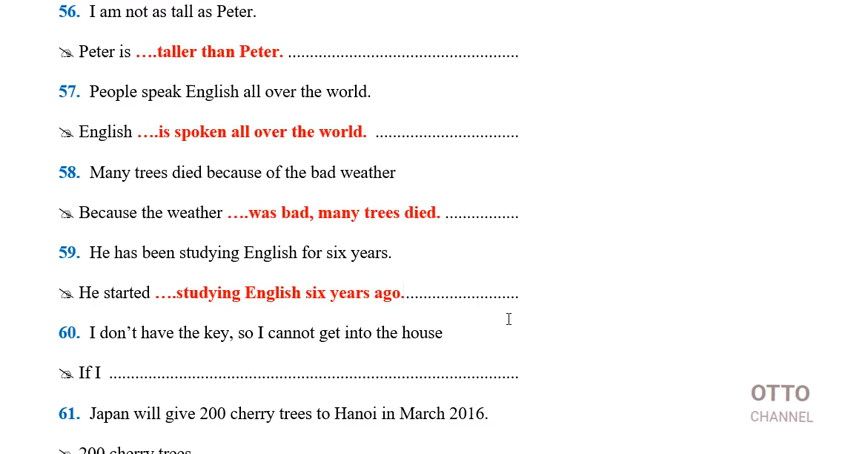 56. I am not as tall as Peter.
Peter is ….taller than Peter. ....................................................
57. People speak English all over the world.
English ….is spoken all over the world. .................................
58. Many trees died because of the bad weather
Because the weather ….was bad, many trees died. .................
59. He has been studying English for six years.
He started ….studying English six years ago...........................
60. I don’t have the key, so I cannot get into the house
If I ..............................................................................................
61. Japan will give 200 cherry trees to Hanoi in March 2016.
200 cherry trees
OTTO
CHANNEL